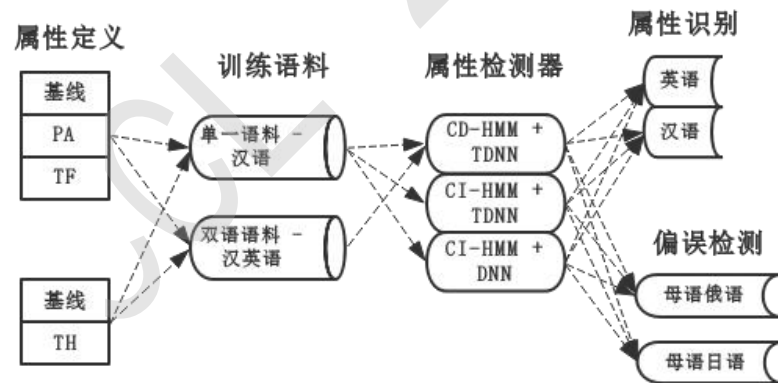 属性定义
基线
PA
TF
基线
TH
训练语料
单一语料 -
汉语
双语语料 -
汉英语
属性检测器
CD-HMM +
TDNN
CI-HMM +
TDNN
CI-HMM +
DNN
属性识别
英语
汉语
偏误检测
母语俄语
母语日语
CCL